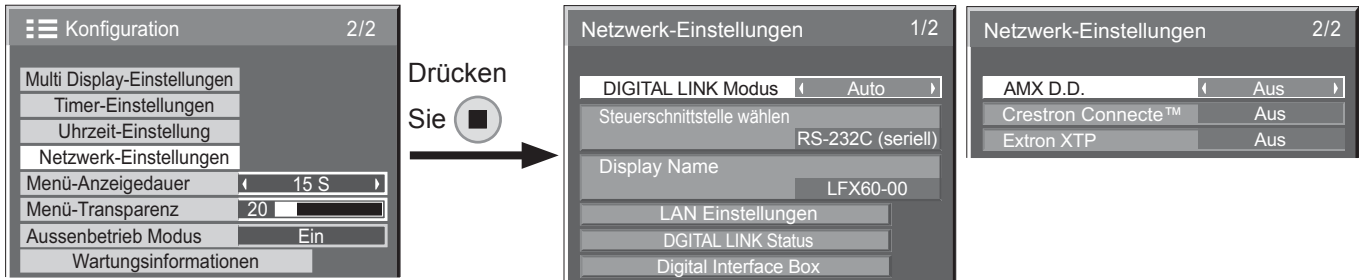 Konfiguration 2/2
Multi Display-Einstellungen
Timer-Einstellungen
Uhrzeit-Einstellung
Netzwerk-Einstellungen
Menü-Anzeigedauer 15 S
Menü-Transparenz 20
Aussenbetrieb Modus Ein
Wartungsinformationen
Drücken
Sie
Netzwerk-Einstellungen 1/2
DIGITAL LINK Modus Auto
Steuerschnittstelle wählen
RS-232C (seriell)
Display Name
LFX60-00
LAN Einstellungen
DGITAL LINK Status
Digital Interface Box
Netzwerk-Einstellungen 2/2
AMX D.D. Aus
Crestron Connecte™ Aus
Extron XTP Aus